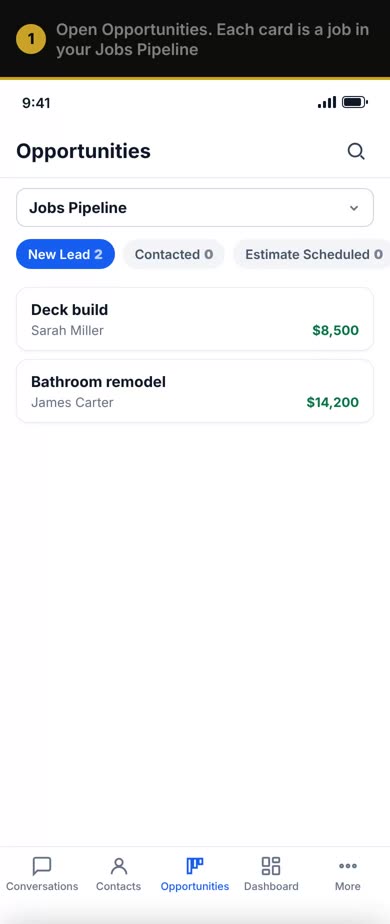 1
Open Opportunities. Each card is a job in
your Jobs Pipeline
9:41
Opportunities
Jobs Pipeline
New Lead 2
Contacted 0
Estimate Scheduled 0
Deck build
Sarah Miller
$8,500
Bathroom remodel
James Carter
$14,200
Conversations
Contacts
Opportunities
Dashboard
More